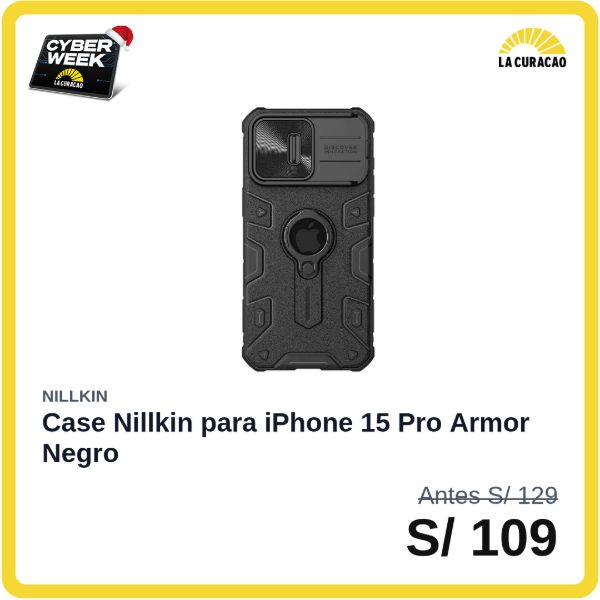 CYBER
WEEK
LA CURACAO
LA CURACAO
DISCOVER
INNOVATION
NILLKIN
Case Nillkin para iPhone 15 Pro Armor
Negro
Antes S/ 129
S/ 109